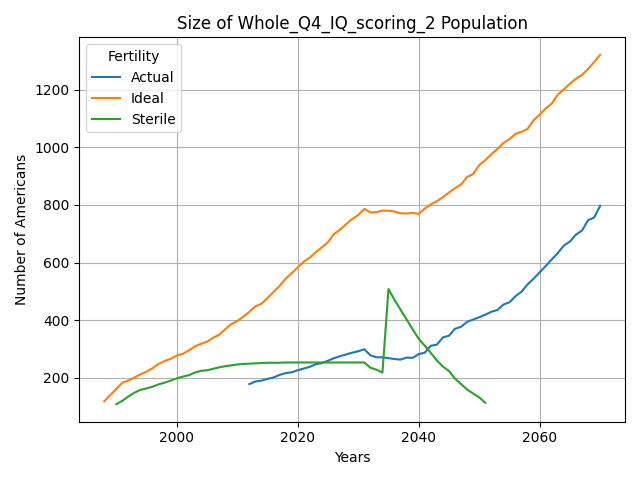 Size of Whole_Q4_IQ_scoring_2 Population
Fertility
Actual
Ideal
Sterile
Number of Americans
1200
1000
800
600
400
200
2000
2020
2040
2060
Years